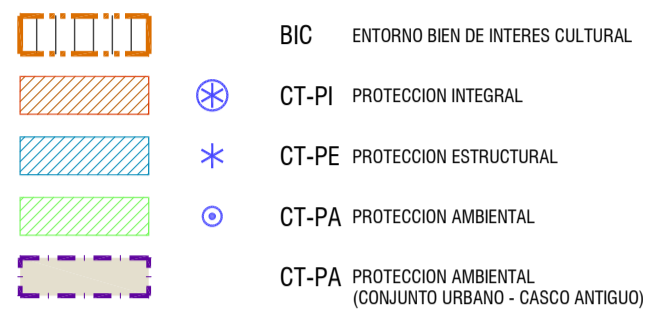 BIC ENTORNO BIEN DE INTERES CULTURAL
CT-PI PROTECCION INTEGRAL
CT-PE PROTECCION ESTRUCTURAL
CT-PA PROTECCION AMBIENTAL
CT-PA PROTECCION AMBIENTAL
(CONJUNTO URBANO - CASCO ANTIGUO)